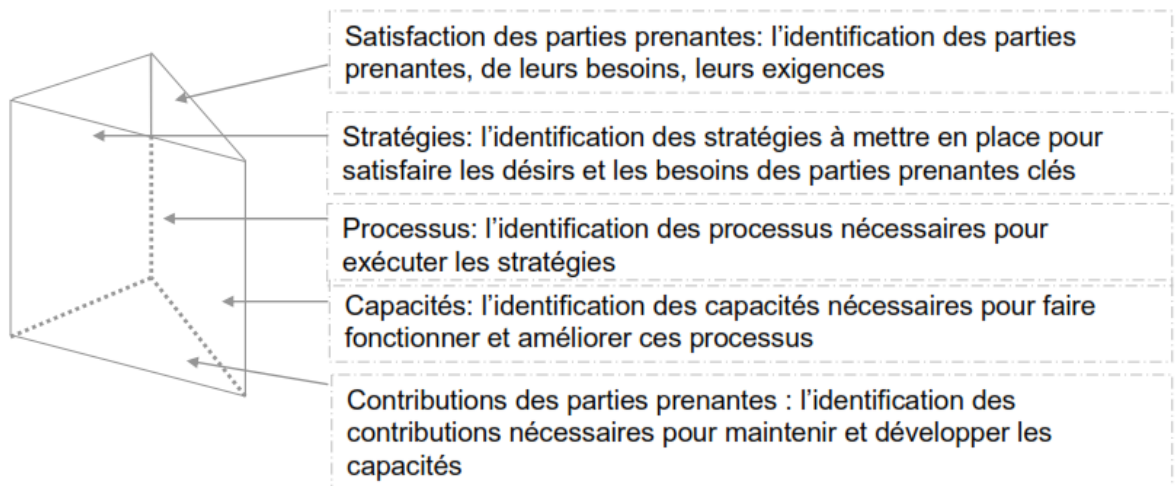 Satisfaction des parties prenantes: l’identification des parties
prenantes, de leurs besoins, leurs exigences
Stratégies: l’identification des stratégies à mettre en place pour
satisfaire les désirs et les besoins des parties prenantes clés
Processus: l’identification des processus nécessaires pour
exécuter les stratégies
Capacités: l’identification des capacités nécessaires pour faire
fonctionner et améliorer ces processus
Contributions des parties prenantes : l’identification des
contributions nécessaires pour maintenir et développer les
capacités